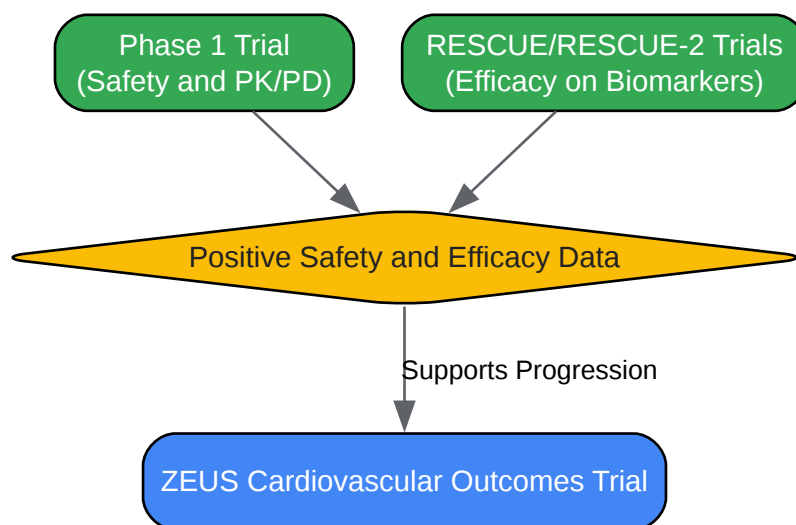 Phase 1 Trial
(Safety and PK/PD)
RESCUE/RESCUE-2 Trials
(Efficacy on Biomarkers)
Positive Safety and Efficacy Data
Supports Progression
ZEUS Cardiovascular Outcomes Trial